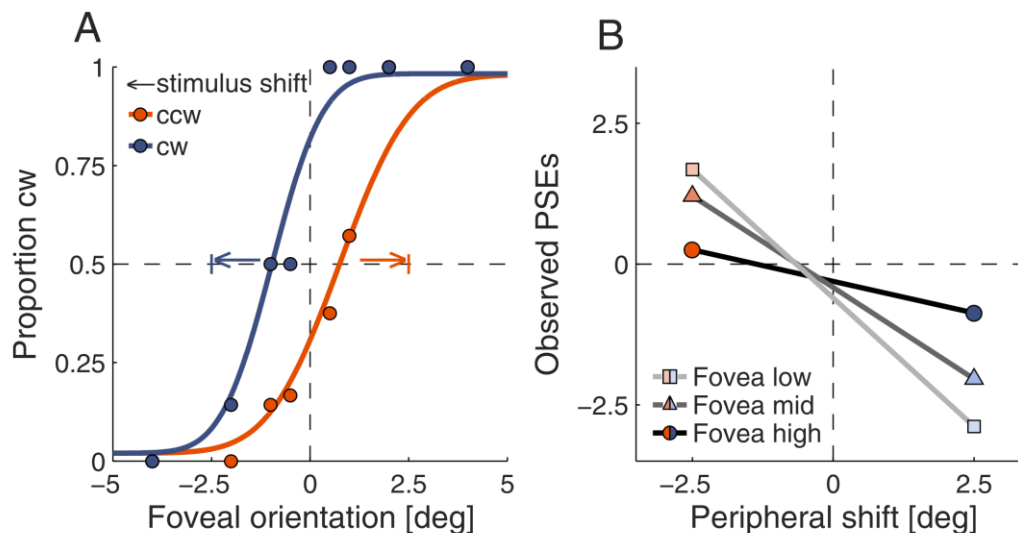 A
Proportion cw
1
0.75
0.5
0.25
0
stimulus shift
ccw
cw
−5
−2.5
0
2.5
5
Foveal orientation [deg]
B
Observed PSEs
2.5
0
−2.5
Fovea low
Fovea mid
Fovea high
−2.5
0
2.5
Peripheral shift [deg]